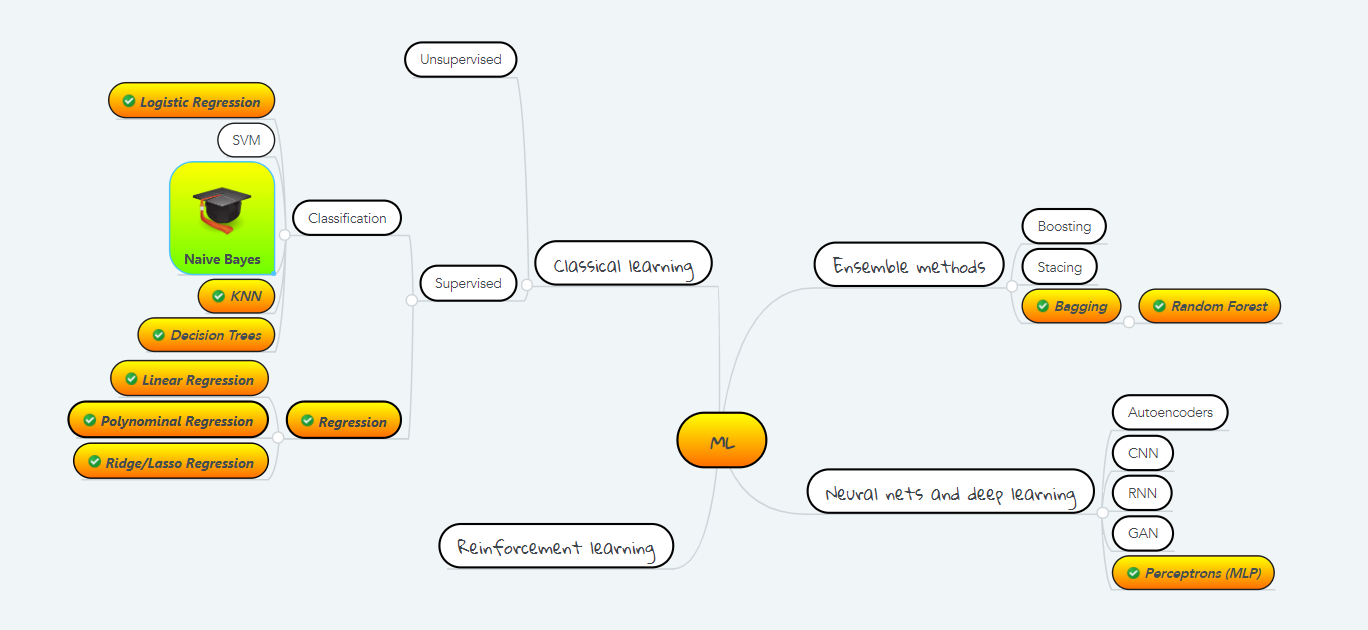 Unsupervised
Logistic Regression
SVM
Naive Bayes
KNN
Decision Trees
Classification
Supervised
Classical learning
Linear Regression
Polynominal Regression
Ridge/Lasso Regression
Regression
ML
Reinforcement learning
Ensemble methods
Boosting
Stacing
Bagging
Random Forest
Neural nets and deep learning
Autoencoders
CNN
RNN
GAN
Perceptrons (MLP)